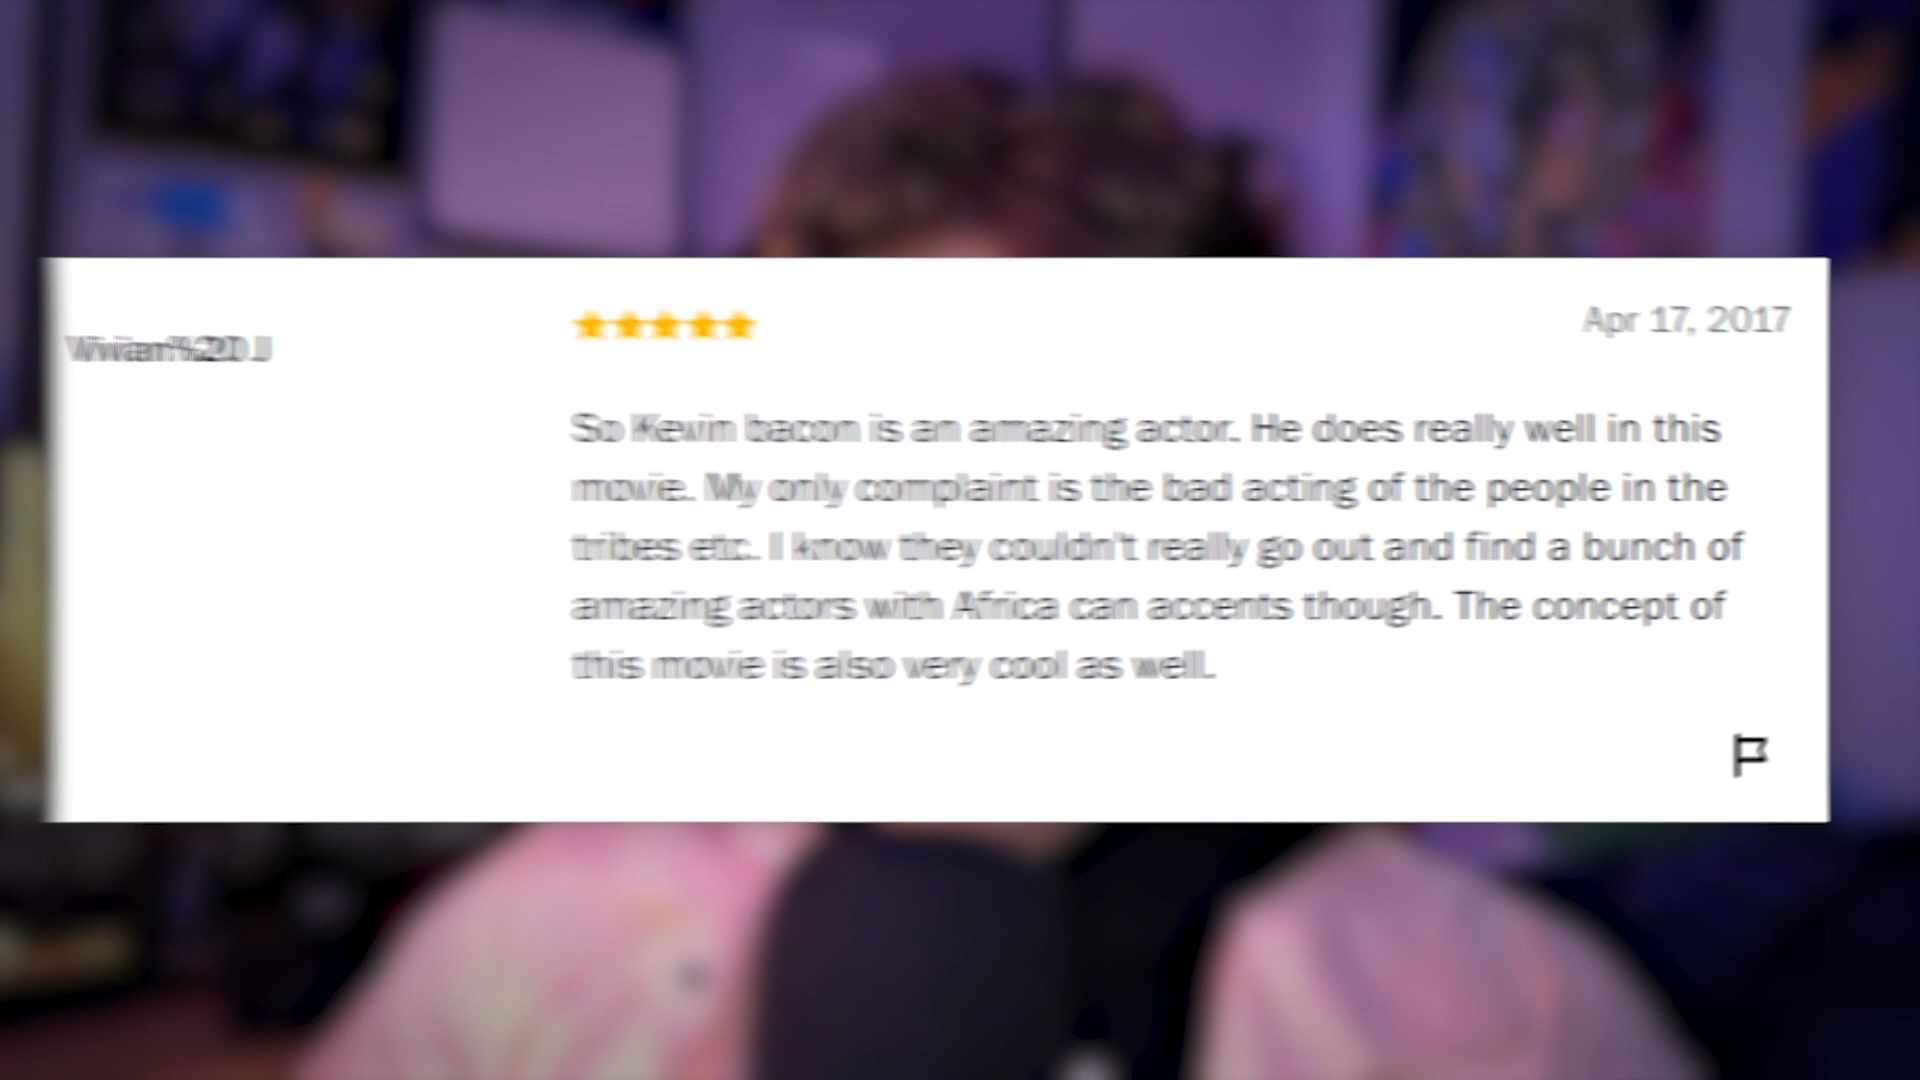 Apr 17, 2017
So Kevin bacon is an amazing actor. He does really well in this
movie. My only complaint is the bad acting of the people in the
tribes etc. I know they couldn't really go out and find a bunch of
amazing actors with Africa can accents though. The concept of
this movie is also very cool as well.